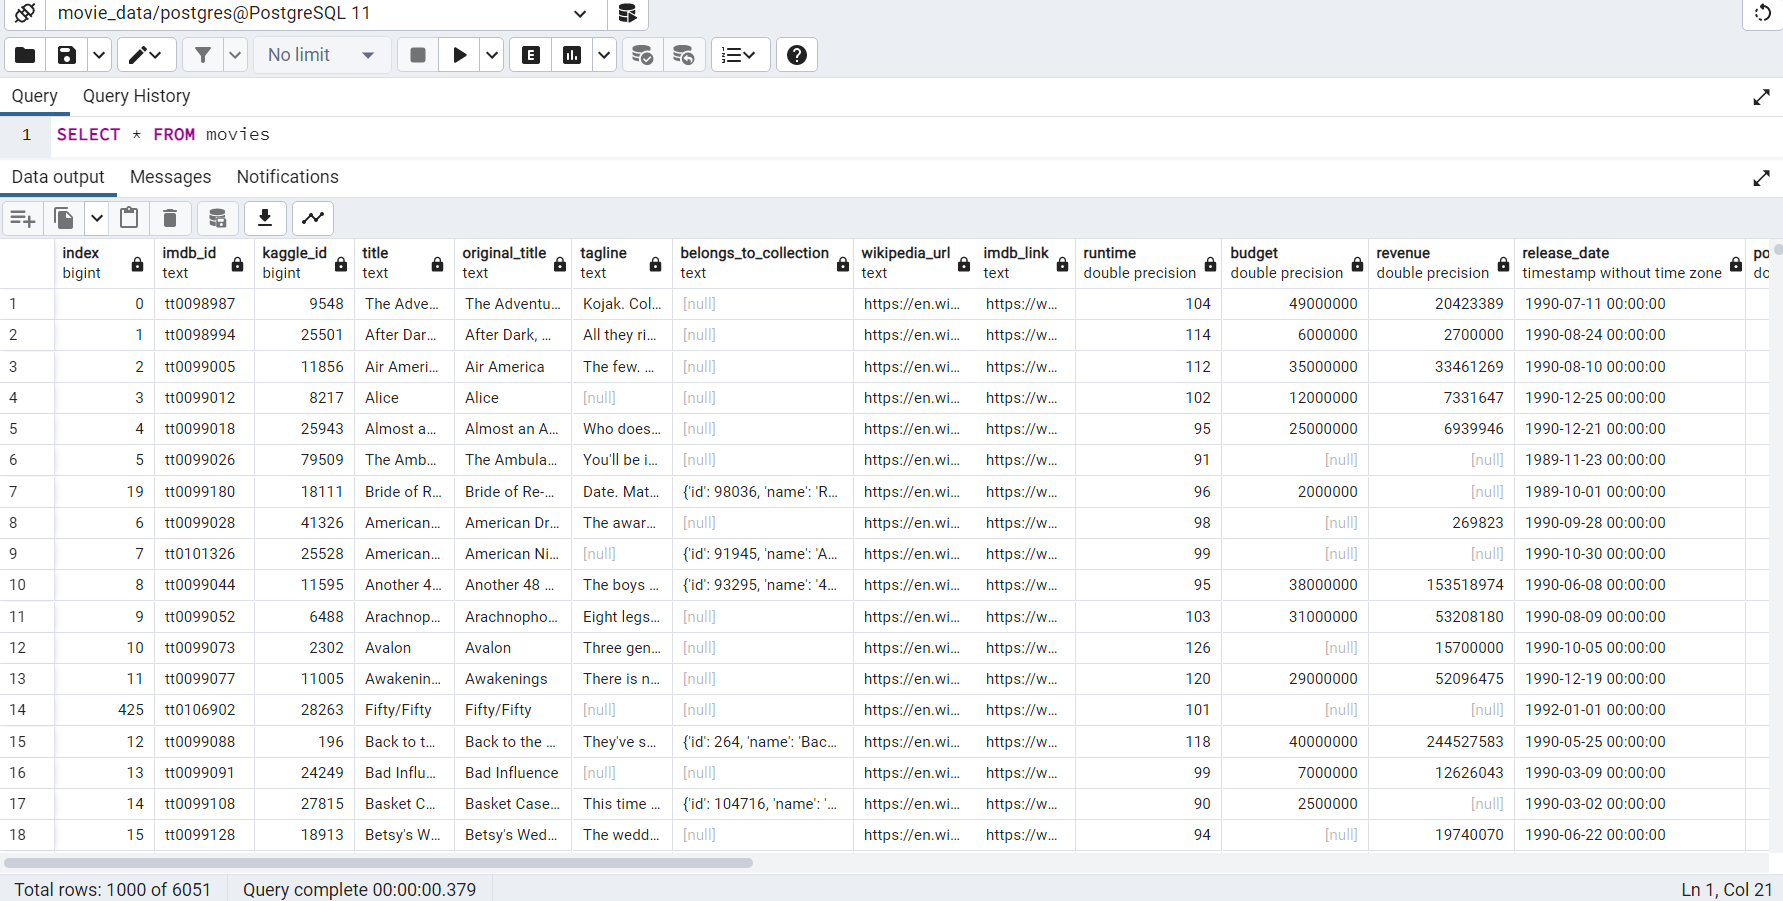 movie_data/postgres@PostgreSQL 11
No limit
E
Query Query History
1 SELECT * FROM movies
Data output Messages Notifications
index imdb_id kaggle_id title original_title tagline belongs_to_collection wikipedia_url imdb_link runtime budget revenue release_date po
bigint text bigint text text text text text text double precision double precision double precision timestamp without time zone do
1 0 tt0098987 9548 The Adve... The Adventu... Kojak. Col... [null] https://en.wi... https://w... 104 49000000 20423389 1990-07-11 00:00:00
2 1 tt0098994 25501 After Dar... After Dark, ... All they ri... [null] https://en.wi... https://w... 114 6000000 2700000 1990-08-24 00:00:00
3 2 tt0099005 11856 Air Ameri... Air America The few. ... [null] https://en.wi... https://w... 112 35000000 33461269 1990-08-10 00:00:00
4 3 tt0099012 8217 Alice Alice [null] [null] https://en.wi... https://w... 102 12000000 7331647 1990-12-25 00:00:00
5 4 tt0099018 25943 Almost a... Almost an A... Who does... [null] https://en.wi... https://w... 95 25000000 6939946 1990-12-21 00:00:00
6 5 tt0099026 79509 The Amb... The Ambula... You'll be i... [null] https://en.wi... https://w... 91 [null] [null] 1989-11-23 00:00:00
7 19 tt0099180 18111 Bride of R... Bride of Re-... Date. Mat... {'id': 98036, 'name': 'R... https://en.wi... https://w... 96 2000000 [null] 1989-10-01 00:00:00
8 6 tt0099028 41326 American... American Dr... The awar... [null] https://en.wi... https://w... 98 [null] 269823 1990-09-28 00:00:00
9 7 tt0101326 25528 American... American Ni... [null] {'id': 91945, 'name': 'A... https://en.wi... https://w... 99 [null] [null] 1990-10-30 00:00:00
10 8 tt0099044 11595 Another 4... Another 48 ... The boys ... {'id': 93295, 'name': '4... https://en.wi... https://w... 95 38000000 153518974 1990-06-08 00:00:00
11 9 tt0099052 6488 Arachnop... Arachnopho... Eight legs... [null] https://en.wi... https://w... 103 31000000 53208180 1990-08-09 00:00:00
12 10 tt0099073 2302 Avalon Avalon Three gen... [null] https://en.wi... https://w... 126 [null] 15700000 1990-10-05 00:00:00
13 11 tt0099077 11005 Awakenin... Awakenings There is n... [null] https://en.wi... https://w... 120 29000000 52096475 1990-12-19 00:00:00
14 425 tt0106902 28263 Fifty/Fifty Fifty/Fifty [null] [null] https://en.wi... https://w... 101 [null] [null] 1992-01-01 00:00:00
15 12 tt0099088 196 Back to t... Back to the ... They've s... {'id': 264, 'name': 'Bac... https://en.wi... https://w... 118 40000000 244527583 1990-05-25 00:00:00
16 13 tt0099091 24249 Bad Influ... Bad Influence [null] [null] https://en.wi... https://w... 99 7000000 12626043 1990-03-09 00:00:00
17 14 tt0099108 27815 Basket C... Basket Case... This time ... {'id': 104716, 'name': '... https://en.wi... https://w... 90 2500000 [null] 1990-03-02 00:00:00
18 15 tt0099128 18913 Betsy's W... Betsy's Wed... The wedd... [null] https://en.wi... https://w... 94 [null] 19740070 1990-06-22 00:00:00
Total rows: 1000 of 6051 Query complete 00:00:00.379 Ln 1, Col 21